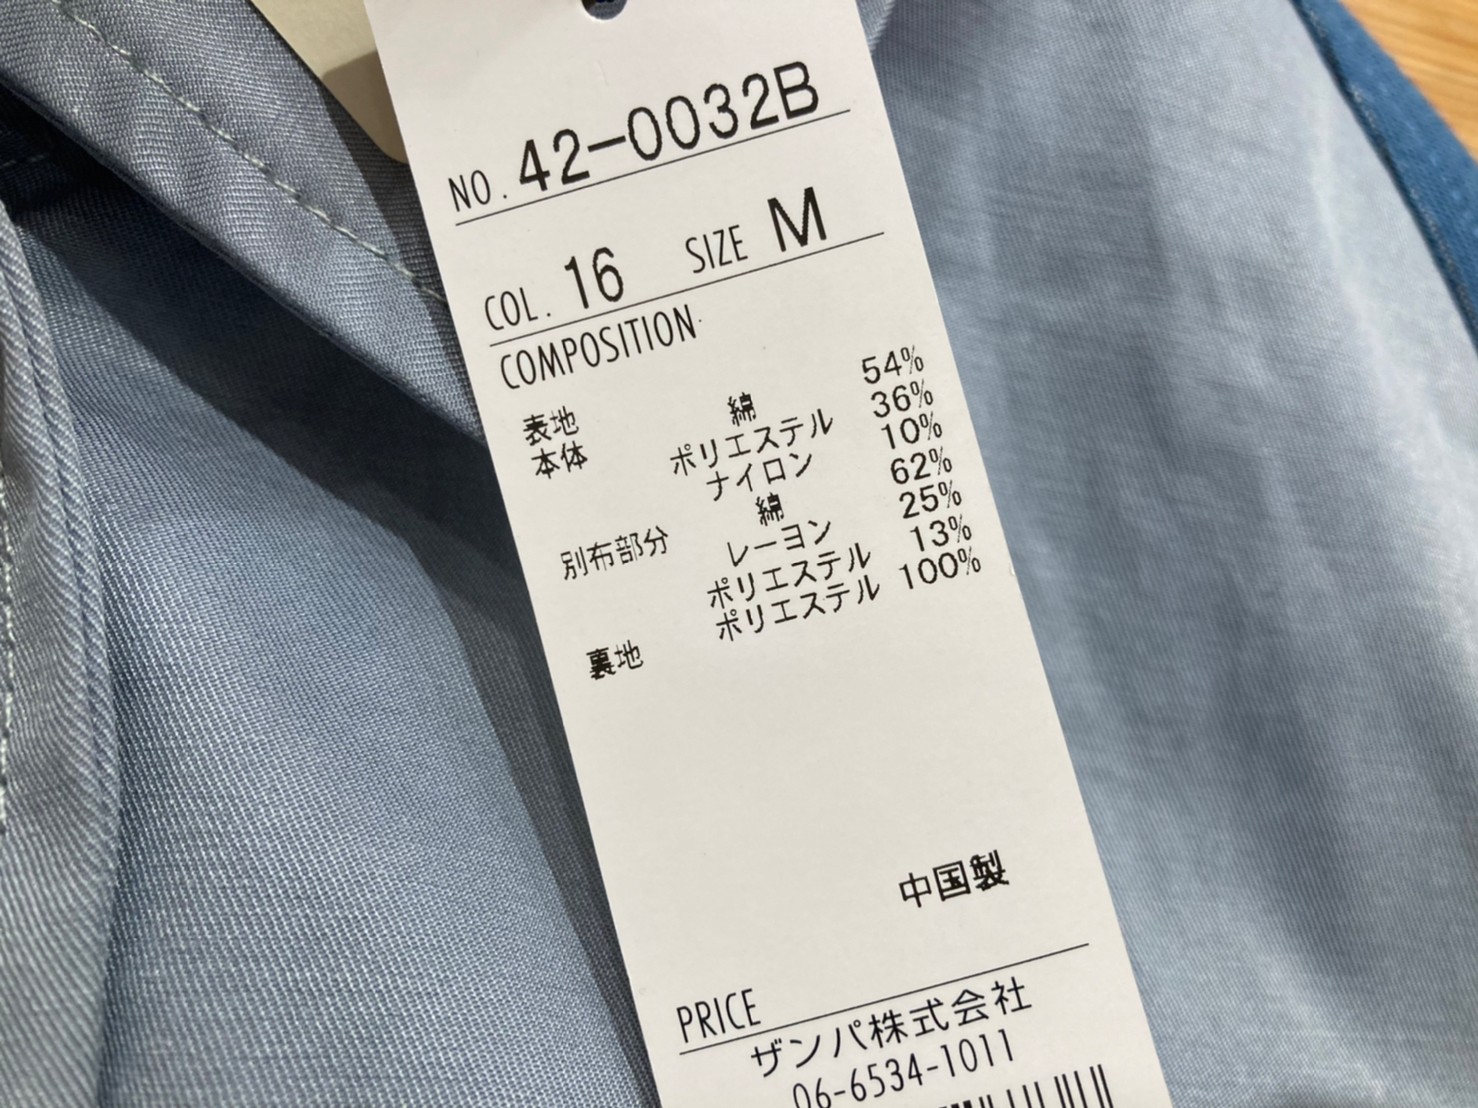 NO. 42-0032B
COL. 16 SIZE M
COMPOSITION
表地 綿 54%
本体 ポリエステル 36%
ナイロン 10%
別布部分 綿 62%
レーヨン 25%
ポリエステル 13%
裏地 ポリエステル 100%
中国製
PRICE
ザンパ株式会社
06-6534-1011